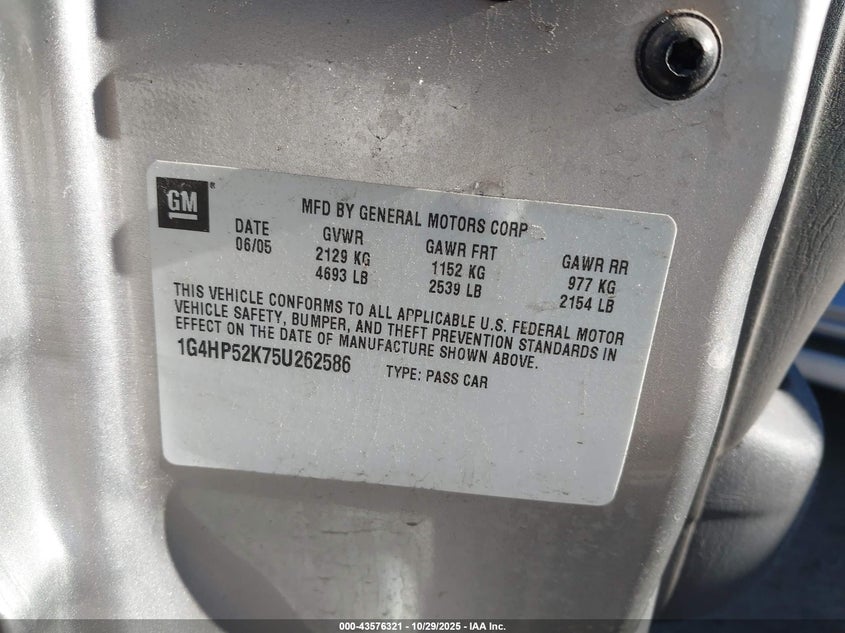 GM®
MFD BY GENERAL MOTORS CORP
DATE GVWR GAWR FRT GAWR RR
06/05 2129 KG 1152 KG 977 KG
4693 LB 2539 LB 2154 LB
THIS VEHICLE CONFORMS TO ALL APPLICABLE U.S. FEDERAL MOTOR
VEHICLE SAFETY, BUMPER, AND THEFT PREVENTION STANDARDS IN
EFFECT ON THE DATE OF MANUFACTURE SHOWN ABOVE.
1G4HP52K75U262586 TYPE: PASS CAR
000-43576321 | 10/29/2025 - IAA Inc.